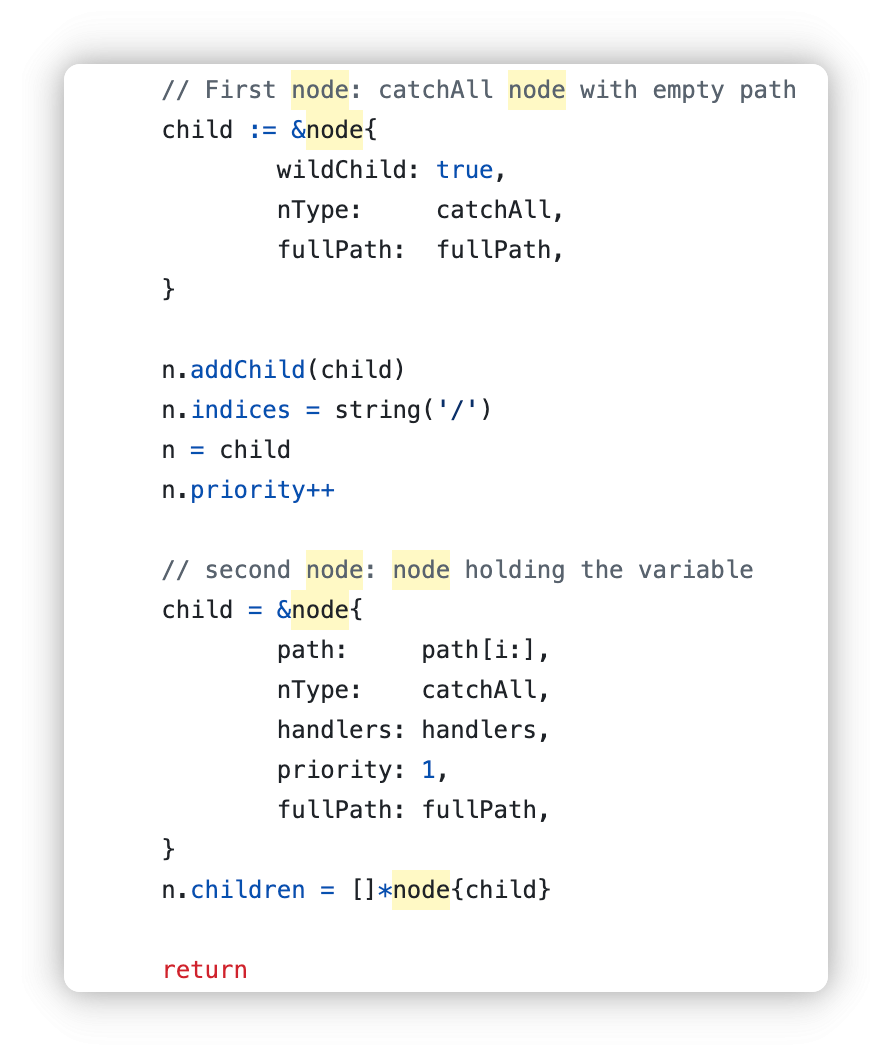 // First node: catchAll node with empty path
child := &node{
        wildChild: true,
        nType:     catchAll,
        fullPath:  fullPath,
}

n.addChild(child)
n.indices = string('/')
n = child
n.priority++

// second node: node holding the variable
child = &node{
        path:     path[i:],
        nType:    catchAll,
        handlers: handlers,
        priority: 1,
        fullPath: fullPath,
}
n.children = []*node{child}

return